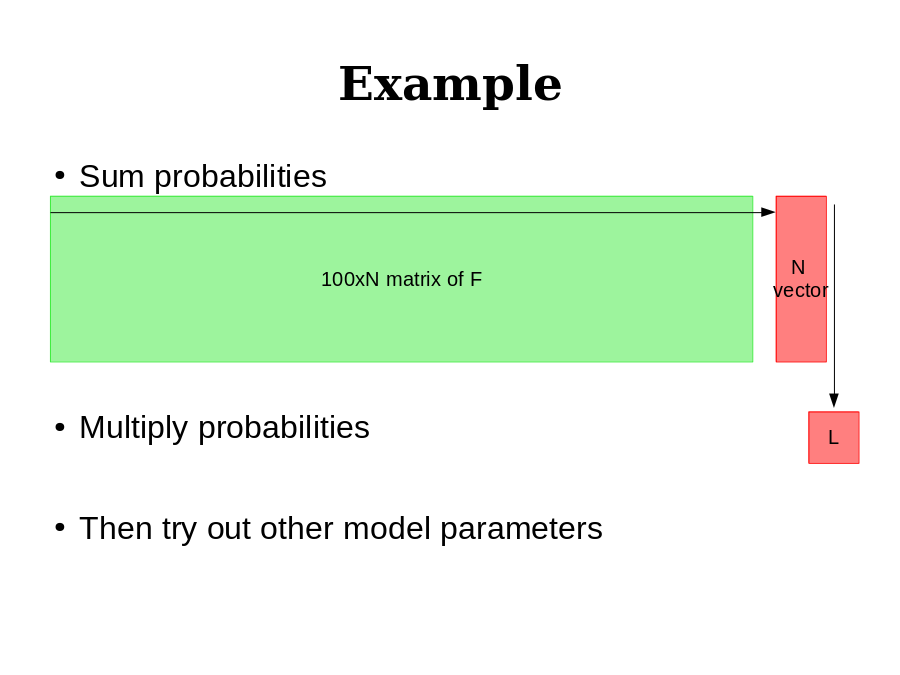 Example
• Sum probabilities
100xN matrix of F
N
vector
• Multiply probabilities
L
• Then try out other model parameters